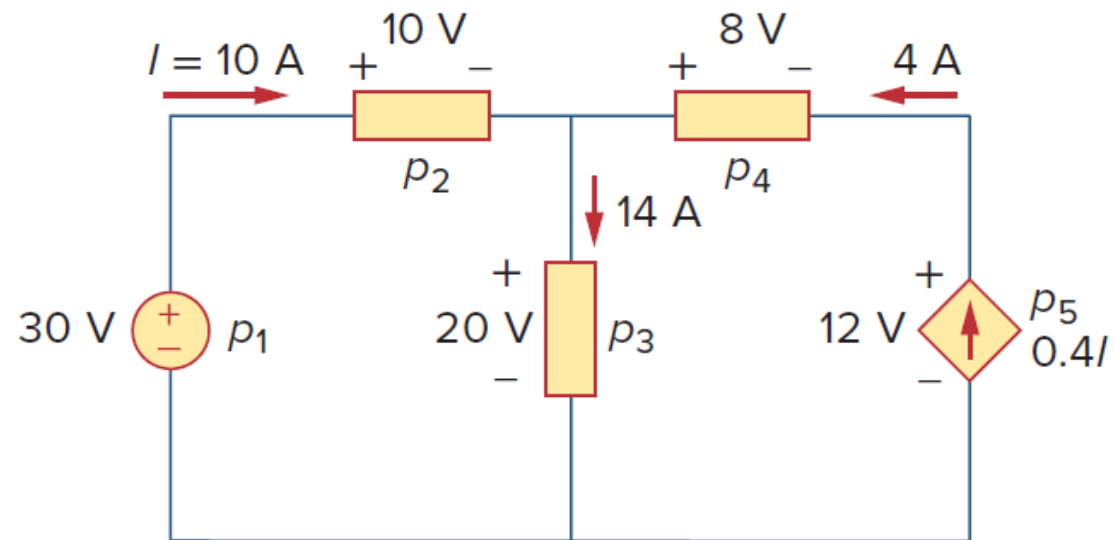 10 V
8 V
I = 10 A
+ −
+ −
4 A
p2
p4
14 A
+
+
30 V
+
−
p1
20 V
p3
12 V
p5
0.4I
−
−